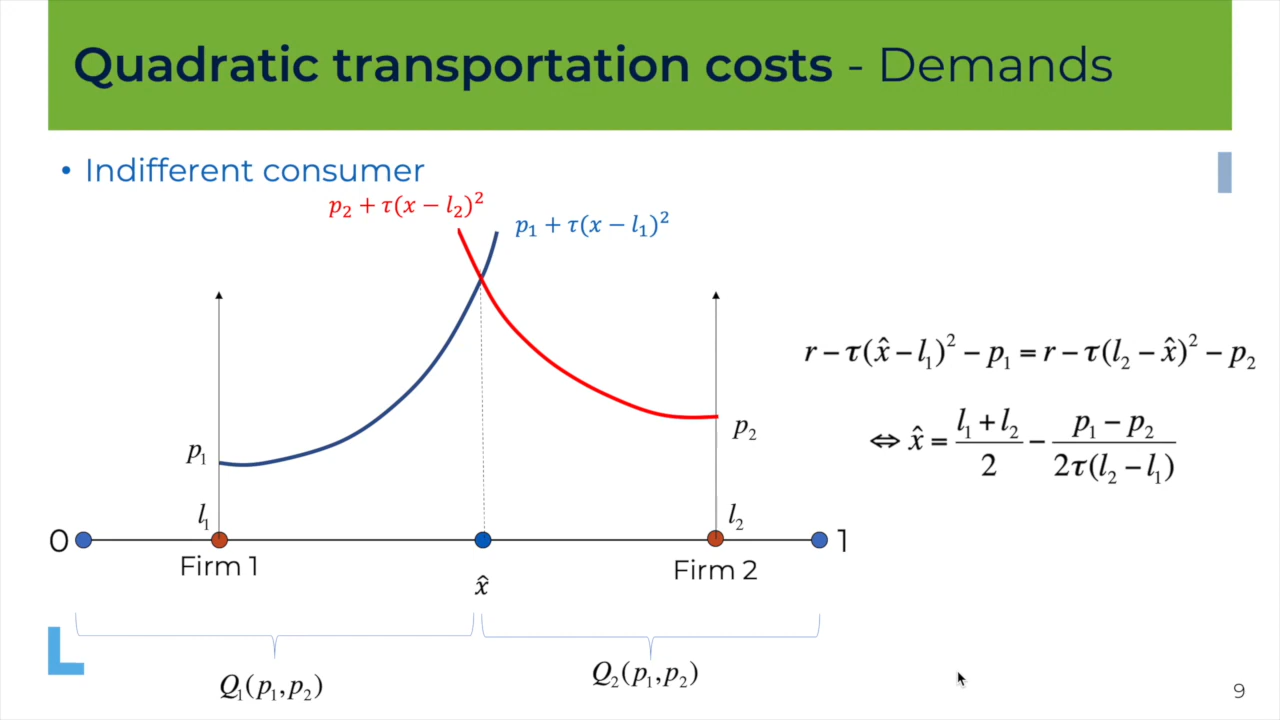 Quadratic transportation costs - Demands
• Indifferent consumer
p₂ + τ(x − l₂)²
p₁ + τ(x − l₁)²
r − τ(x̂ − l₁)² − p₁ = r − τ(l₂ − x̂)² − p₂
⇔ x̂ = (l₁ + l₂)/2 − (p₁ − p₂)/(2τ(l₂ − l₁))
p₁
p₂
l₁
l₂
0
1
Firm 1
Firm 2
x̂
Q₁(p₁,p₂)
Q₂(p₁,p₂)
9